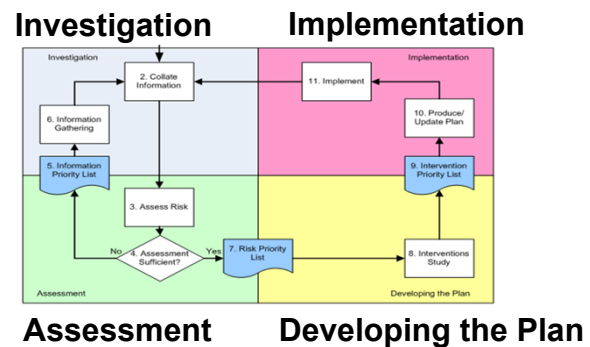 Investigation
Implementation
Investigation
Implementation
2. Collate
Information
11. Implement
6. Information
Gathering
10. Produce/
Update Plan
5. Information
Priority List
9. Intervention
Priority List
3. Assess Risk
No
4. Assessment
Sufficient?
Yes
7. Risk Priority
List
8. Interventions
Study
Assessment
Developing the Plan
Assessment
Developing the Plan